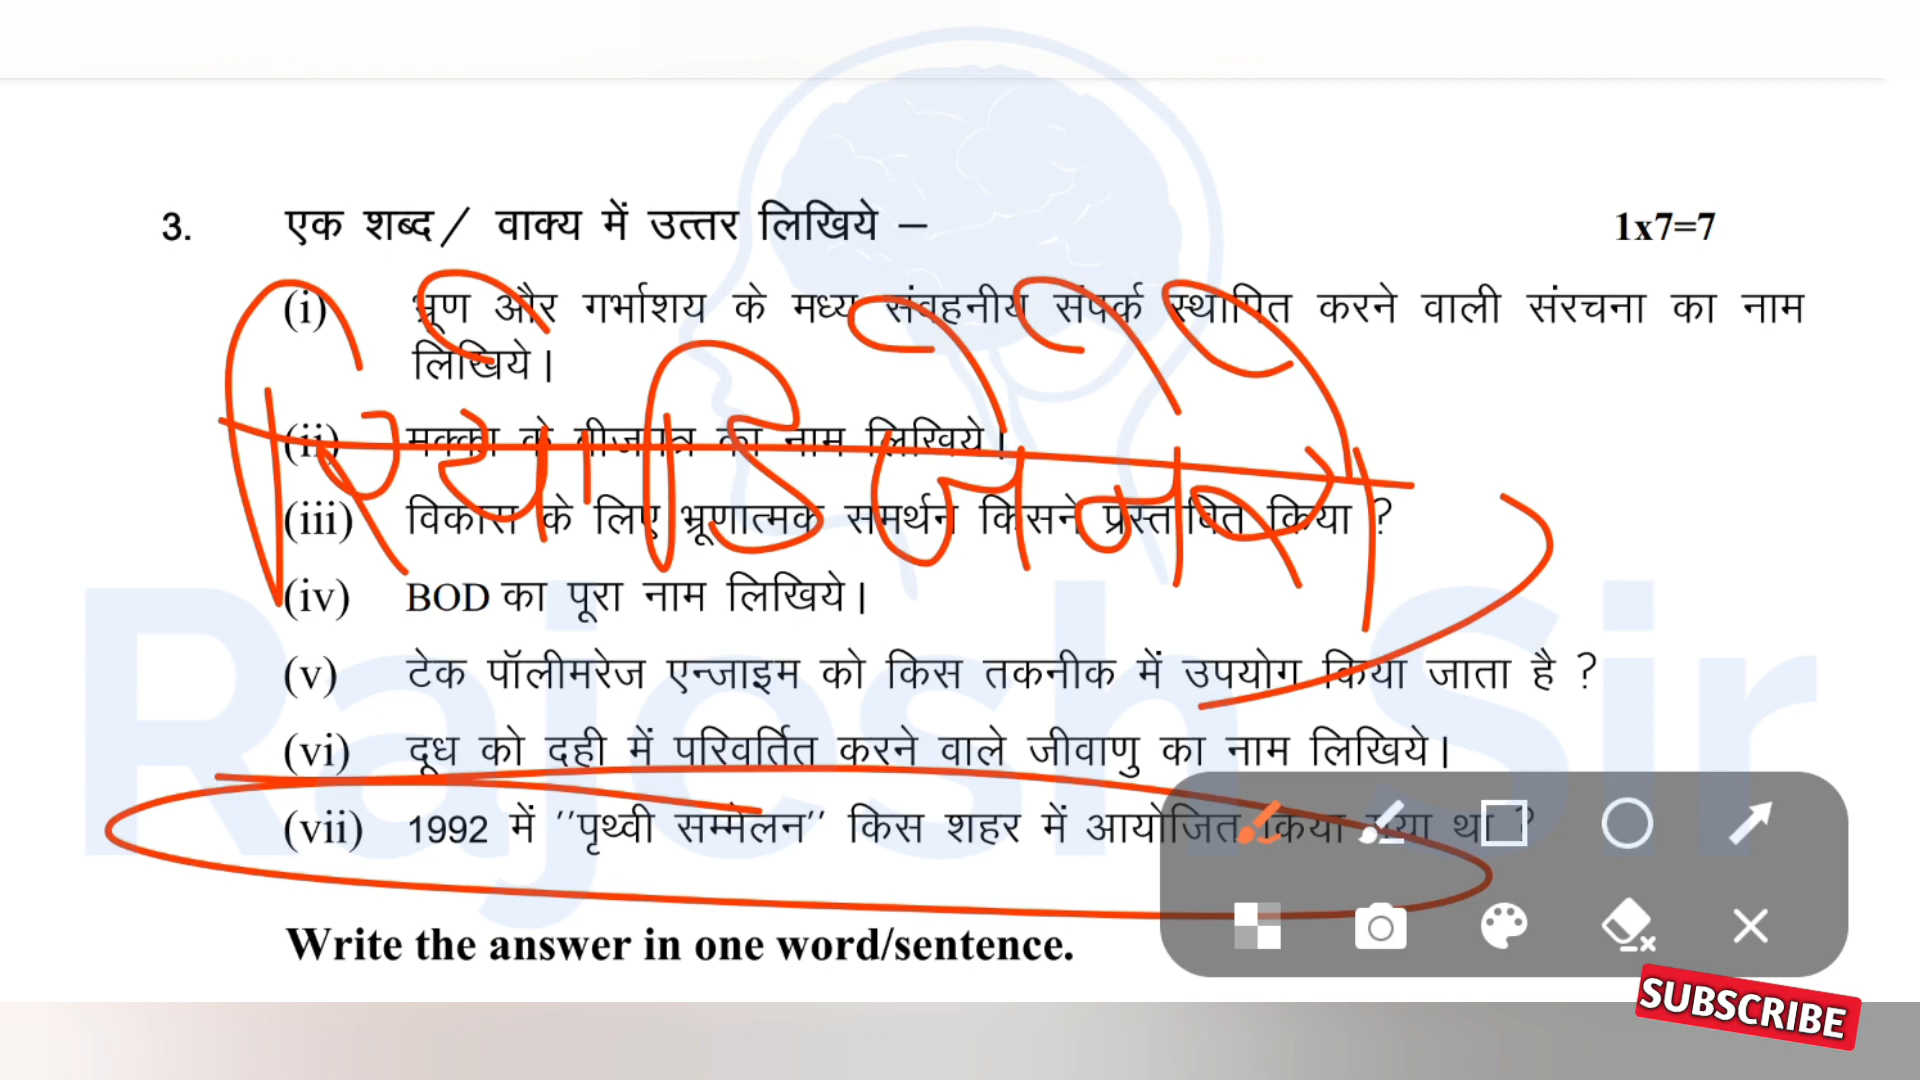 3. एक शब्द / वाक्य में उत्तर लिखिये – 1x7=7
(i) भ्रूण और गर्भाशय के मध्य संवहनीय संपर्क स्थापित करने वाली संरचना का नाम
लिखिये।
(ii) मक्का के बीजपत्र का नाम लिखिये।
(iii) विकास के लिए भ्रूणात्मक समर्थन किसने प्रस्तावित किया ?
(iv) BOD का पूरा नाम लिखिये।
(v) टेक पॉलीमरेज एन्जाइम को किस तकनीक में उपयोग किया जाता है ?
(vi) दूध को दही में परिवर्तित करने वाले जीवाणु का नाम लिखिये।
(vii) 1992 में ''पृथ्वी सम्मेलन'' किस शहर में आयोजित किया गया था ?
Write the answer in one word/sentence.
Rajesh Sir
SUBSCRIBE